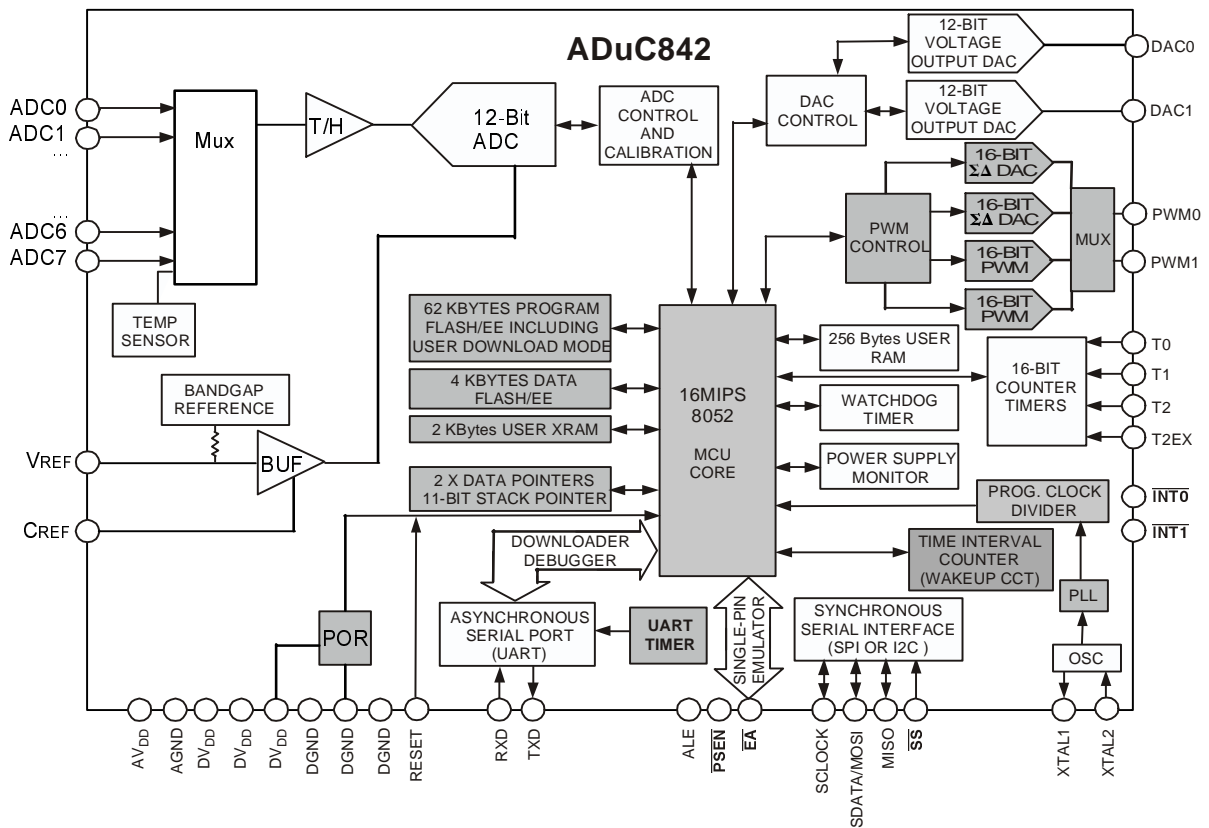 ADuC842
12-BIT
VOLTAGE
OUTPUT DAC
DAC0
DAC
CONTROL
12-BIT
VOLTAGE
OUTPUT DAC
DAC1
ADC0
ADC1
...
...
ADC6
ADC7
Mux
T/H
12-Bit
ADC
ADC
CONTROL
AND
CALIBRATION
PWM
CONTROL
16-BIT
ΣΔ DAC
16-BIT
ΣΔ DAC
16-BIT
PWM
16-BIT
PWM
MUX
PWM0
PWM1
TEMP
SENSOR
62 KBYTES PROGRAM
FLASH/EE INCLUDING
USER DOWNLOAD MODE
4 KBYTES DATA
FLASH/EE
2 KBytes USER XRAM
2 X DATA POINTERS
11-BIT STACK POINTER
16MIPS
8052
MCU
CORE
256 Bytes USER
RAM
WATCHDOG
TIMER
POWER SUPPLY
MONITOR
16-BIT
COUNTER
TIMERS
T0
T1
T2
T2EX
BANDGAP
REFERENCE
VREF
BUF
CREF
PROG. CLOCK
DIVIDER
INT0
INT1
TIME INTERVAL
COUNTER
(WAKEUP CCT)
DOWNLOADER
DEBUGGER
POR
ASYNCHRONOUS
SERIAL PORT
(UART)
UART
TIMER
SINGLE-PIN
EMULATOR
SYNCHRONOUS
SERIAL INTERFACE
(SPI OR I2C )
PLL
OSC
AVDD
AGND
DVDD
DVDD
DVDD
DGND
DGND
DGND
RESET
RXD
TXD
ALE
PSEN
EA
SCLOCK
SDATA/MOSI
MISO
SS
XTAL1
XTAL2